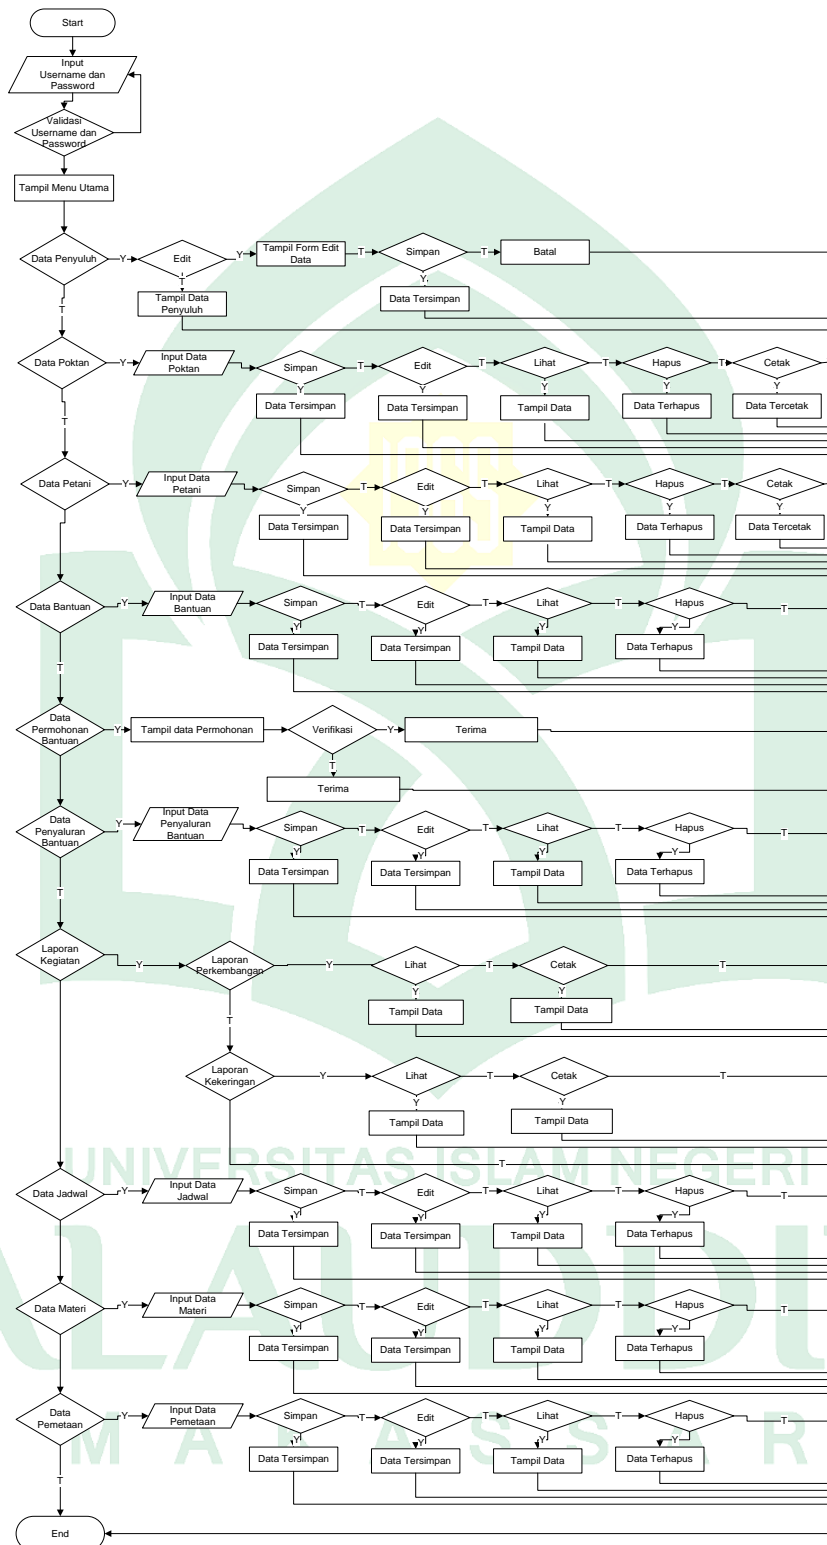 Start
Input
Username dan
Password
Validasi
Username dan
Password
Tampil Menu Utama
Data Penyuluh
Y
Edit
Y
Tampil Form Edit
Data
T
Simpan
T
Batal
T
Tampil Data
Penyuluh
Y
Data Tersimpan
T
Data Poktan
Y
Input Data
Poktan
Simpan
T
Edit
T
Lihat
T
Hapus
T
Cetak
Y
Data Tersimpan
Y
Data Tersimpan
Y
Tampil Data
Y
Data Terhapus
Y
Data Tercetak
T
Data Petani
Y
Input Data
Petani
Simpan
T
Edit
T
Lihat
T
Hapus
T
Cetak
Y
Data Tersimpan
Y
Data Tersimpan
Y
Tampil Data
Y
Data Terhapus
Y
Data Tercetak
Data Bantuan
Y
Input Data
Bantuan
Simpan
T
Edit
T
Lihat
T
Hapus
T
Y
Data Tersimpan
Y
Data Tersimpan
Y
Tampil Data
Y
Data Terhapus
T
Data
Permohonan
Bantuan
Y
Tampil data Permohonan
Verifikasi
Y
Terima
T
Terima
Data
Penyaluran
Bantuan
Y
Input Data
Penyaluran
Bantuan
Simpan
T
Edit
T
Lihat
T
Hapus
T
Y
Data Tersimpan
Y
Data Tersimpan
Y
Tampil Data
Y
Data Terhapus
T
Laporan
Kegiatan
Y
Laporan
Perkembangan
Y
Lihat
T
Cetak
T
Y
Tampil Data
Y
Tampil Data
T
Laporan
Kekeringan
Y
Lihat
T
Cetak
T
Y
Tampil Data
Y
Tampil Data
T
UNIVERSITAS ISLAM NEGERI
Data Jadwal
Y
Input Data
Jadwal
Simpan
T
Edit
T
Lihat
T
Hapus
T
Y
Data Tersimpan
Y
Data Tersimpan
Y
Tampil Data
Y
Data Terhapus
ALAUDDI
Data Materi
Y
Input Data
Materi
Simpan
T
Edit
T
Lihat
T
Hapus
T
Y
Data Tersimpan
Y
Data Tersimpan
Y
Tampil Data
Y
Data Terhapus
Data
Pemetaan
Y
Input Data
Pemetaan
Simpan
T
Edit
T
Lihat
T
Hapus
T
Y
Data Tersimpan
Y
Data Tersimpan
Y
Tampil Data
Y
Data Terhapus
M A K A S S A R
T
End